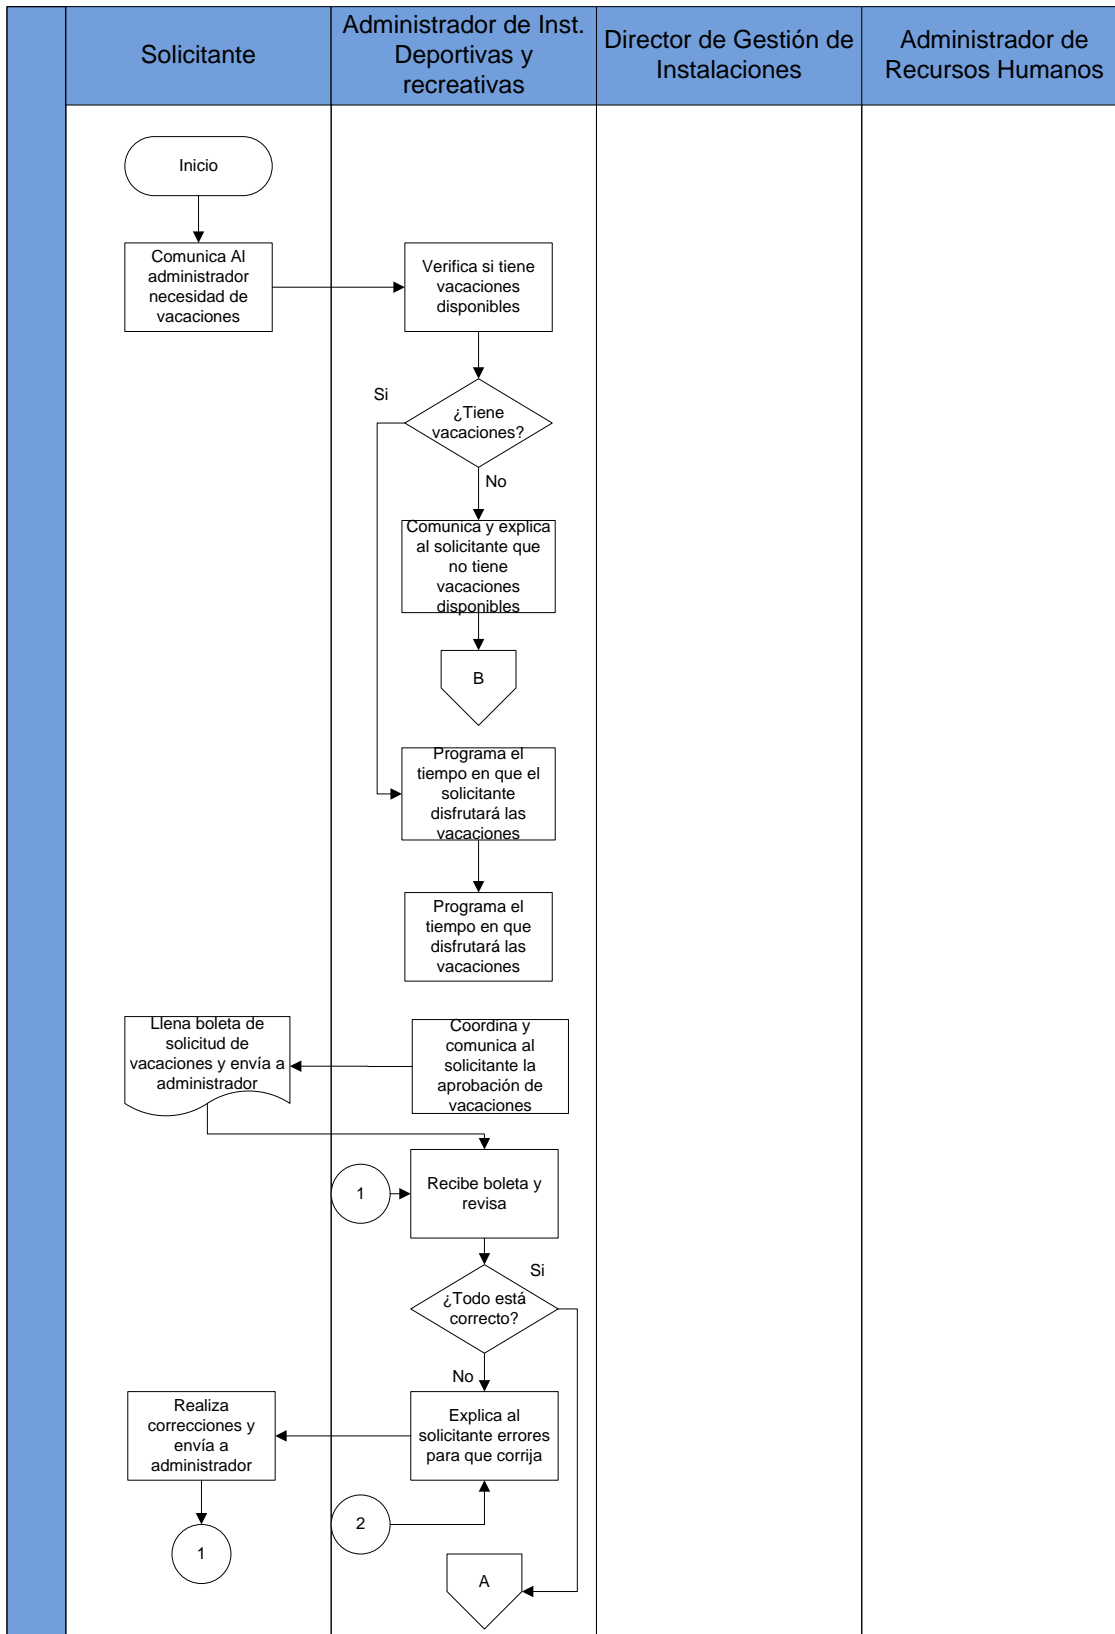 Solicitante
Administrador de Inst.
Deportivas y
recreativas
Director de Gestión de
Instalaciones
Administrador de
Recursos Humanos
Inicio
Comunica Al
administrador
necesidad de
vacaciones
Verifica si tiene
vacaciones
disponibles
Si
¿Tiene
vacaciones?
No
Comunica y explica
al solicitante que
no tiene
vacaciones
disponibles
B
Programa el
tiempo en que el
solicitante
disfrutará las
vacaciones
Programa el
tiempo en que
disfrutará las
vacaciones
Llena boleta de
solicitud de
vacaciones y envía a
administrador
Coordina y
comunica al
solicitante la
aprobación de
vacaciones
1
Recibe boleta y
revisa
Si
¿Todo está
correcto?
No
Realiza
correcciones y
envía a
administrador
Explica al
solicitante errores
para que corrija
2
1
A